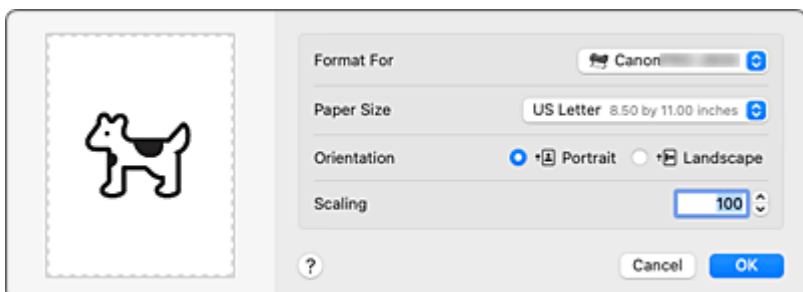 Format For Canon
Paper Size US Letter 8.50 by 11.00 inches
Orientation Portrait Landscape
Scaling 100
? Cancel OK